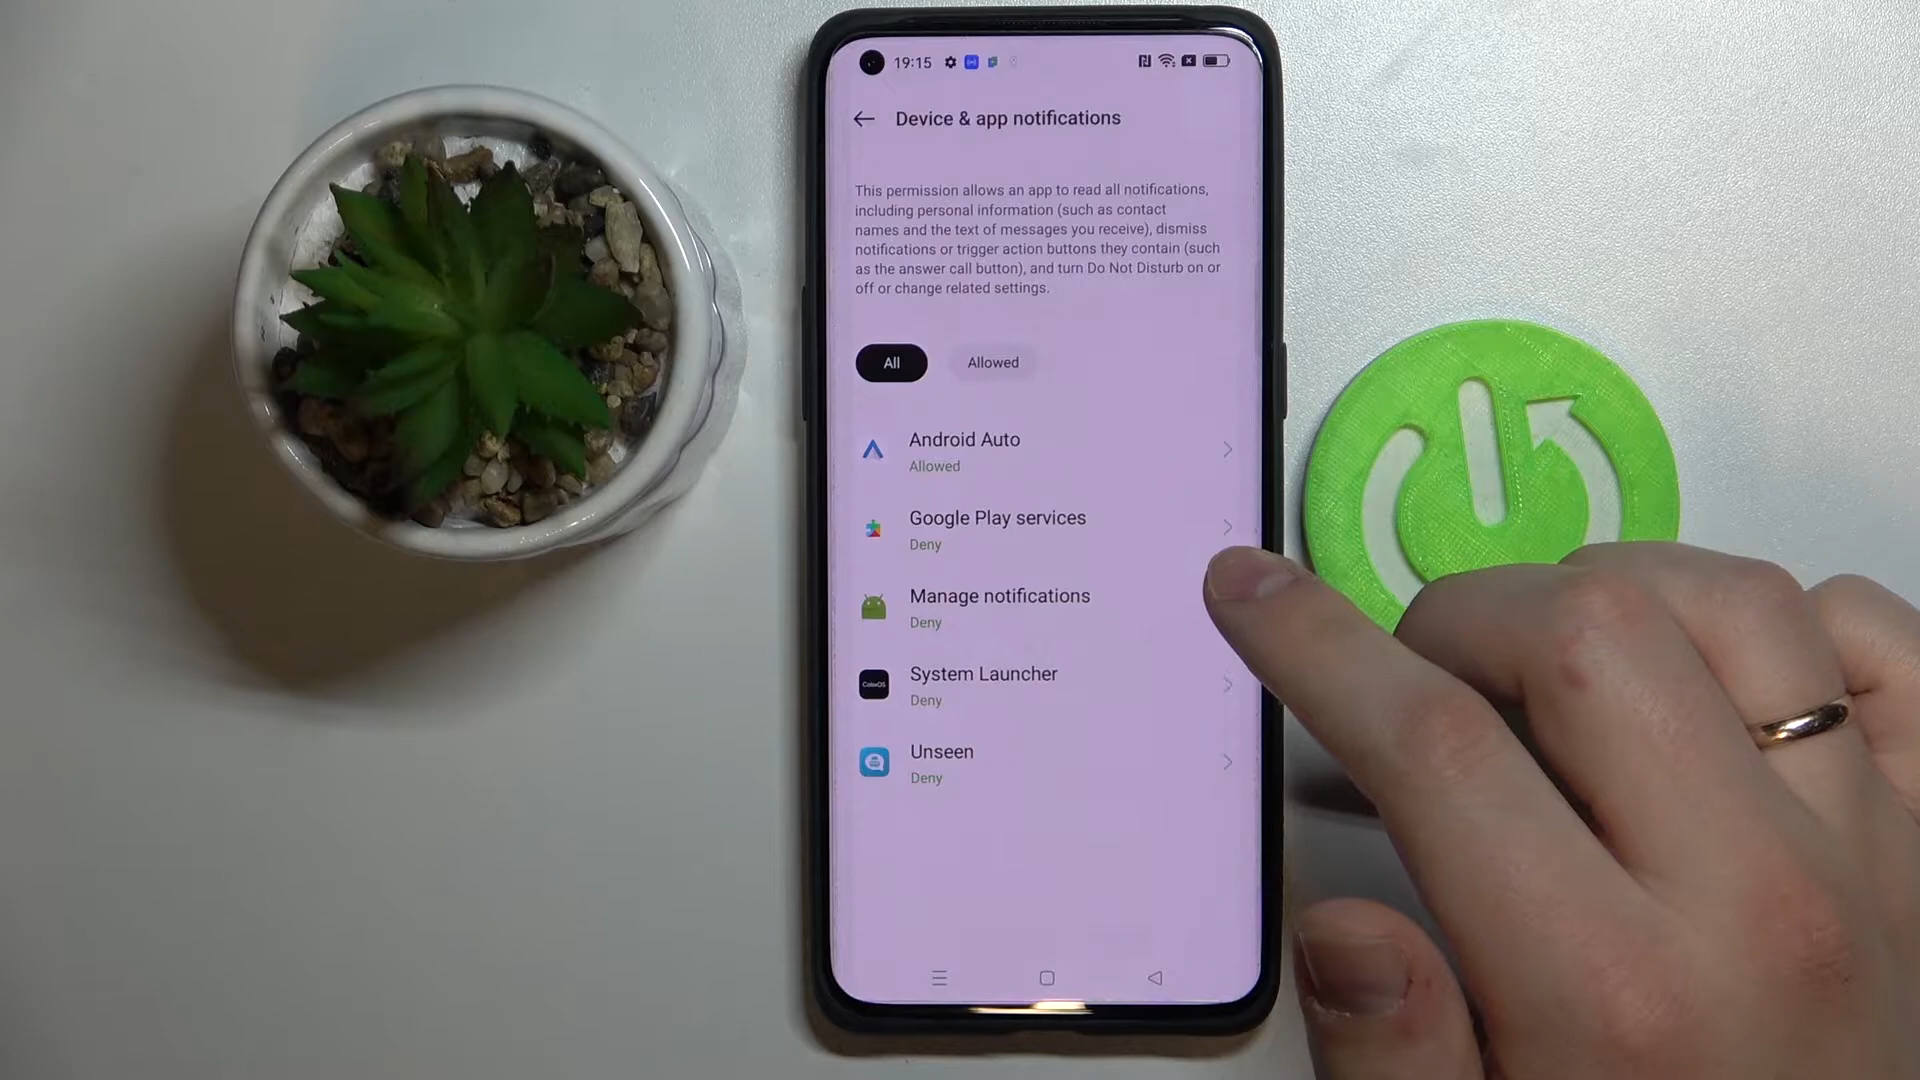 19:15
Device & app notifications
This permission allows an app to read all notifications,
including personal information (such as contact
names and the text of messages you receive), dismiss
notifications or trigger action buttons they contain (such
as the answer call button), and turn Do Not Disturb on or
off or change related settings.
All Allowed
Android Auto
Allowed
Google Play services
Deny
Manage notifications
Deny
System Launcher
ColorOS
Deny
Unseen
Deny